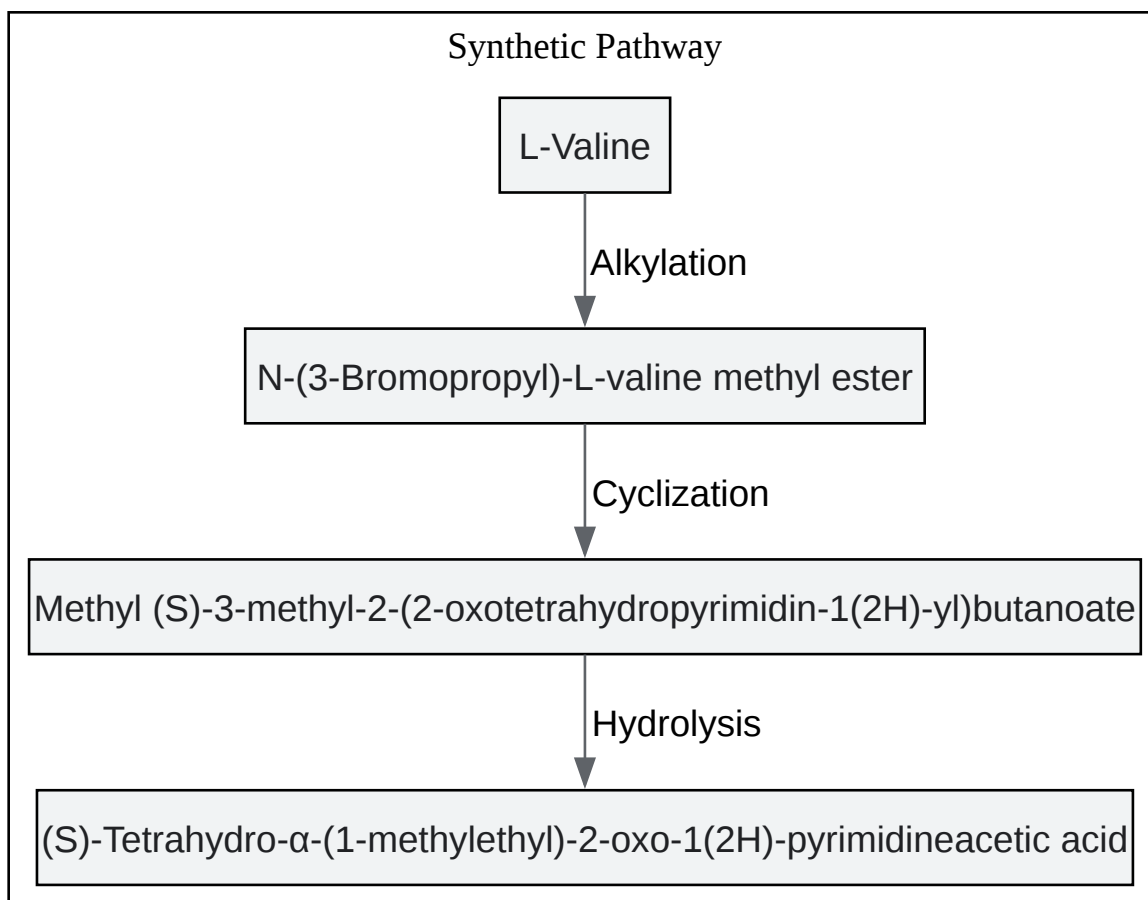 Synthetic Pathway
L-Valine
Alkylation
N-(3-Bromopropyl)-L-valine methyl ester
Cyclization
Methyl (S)-3-methyl-2-(2-oxotetrahydropyrimidin-1(2H)-yl)butanoate
Hydrolysis
(S)-Tetrahydro-α-(1-methylethyl)-2-oxo-1(2H)-pyrimidineacetic acid